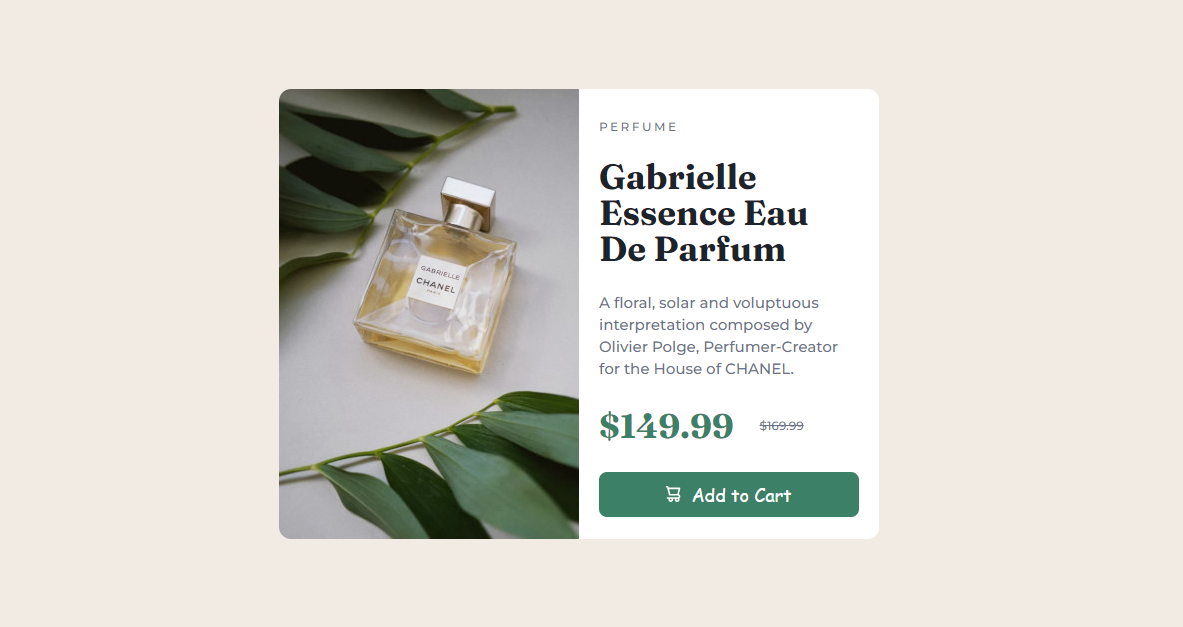 PERFUME
Gabrielle
Essence Eau
De Parfum
A floral, solar and voluptuous
interpretation composed by
Olivier Polge, Perfumer-Creator
for the House of CHANEL.
$149.99 $169.99
Add to Cart
GABRIELLE
CHANEL
PARIS